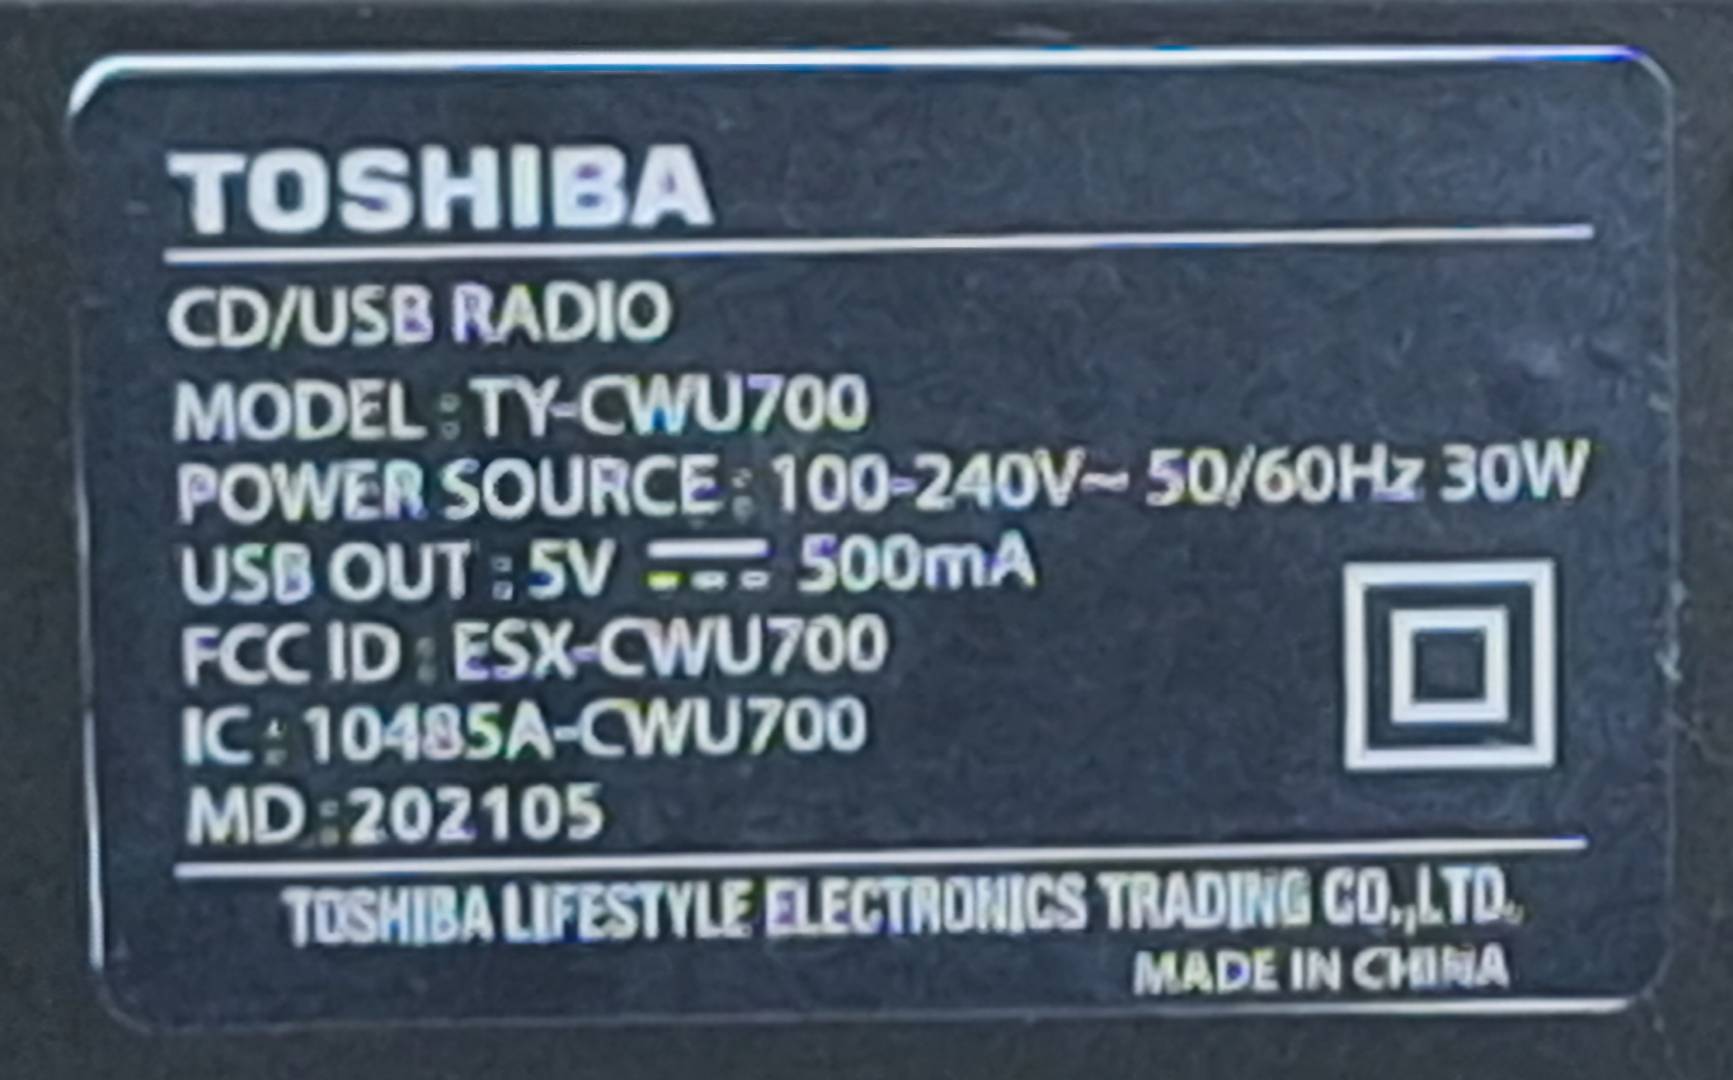 TOSHIBA
CD/USB RADIO
MODEL : TY-CWU700
POWER SOURCE : 100-240V~ 50/60Hz 30W
USB OUT : 5V ⎓ 500mA
FCC ID : ESX-CWU700
IC : 10485A-CWU700
MD : 202105
TOSHIBA LIFESTYLE ELECTRONICS TRADING CO.,LTD.
MADE IN CHINA